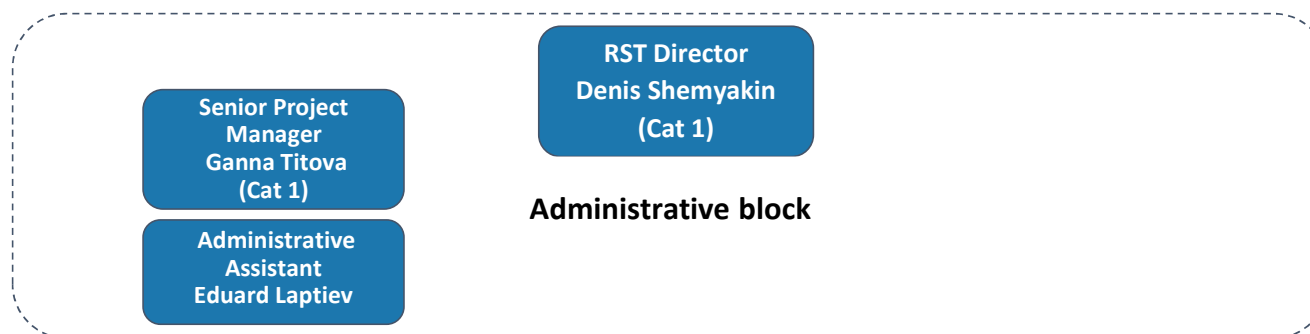 RST Director
Denis Shemyakin
(Cat 1)
Senior Project
Manager
Ganna Titova
(Cat 1)
Administrative block
Administrative
Assistant
Eduard Laptiev